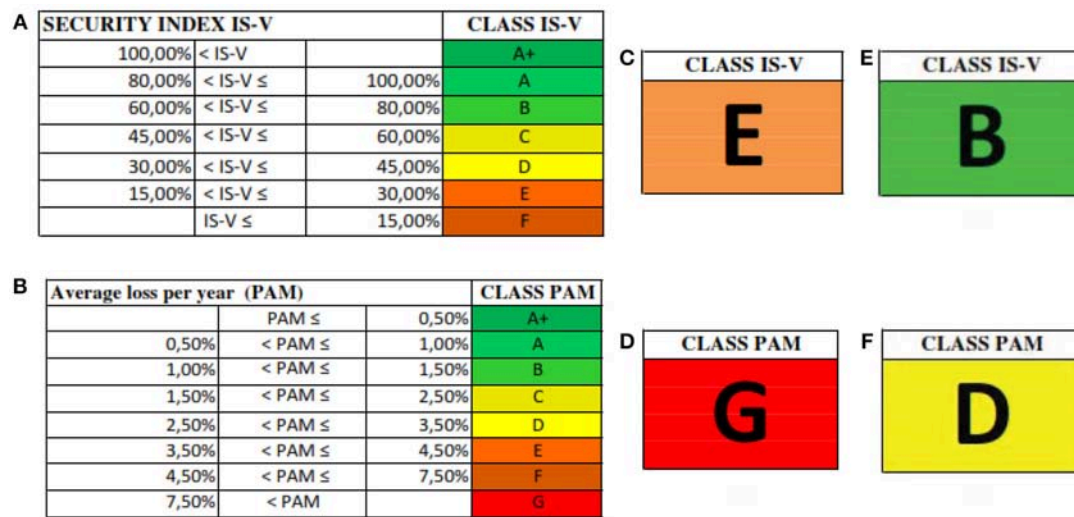 A SECURITY INDEX IS-V CLASS IS-V
100,00% < IS-V A+
80,00% < IS-V ≤ 100,00% A
60,00% < IS-V ≤ 80,00% B
45,00% < IS-V ≤ 60,00% C
30,00% < IS-V ≤ 45,00% D
15,00% < IS-V ≤ 30,00% E
IS-V ≤ 15,00% F
C CLASS IS-V
E
E CLASS IS-V
B
B Average loss per year (PAM) CLASS PAM
PAM ≤ 0,50% A+
0,50% < PAM ≤ 1,00% A
1,00% < PAM ≤ 1,50% B
1,50% < PAM ≤ 2,50% C
2,50% < PAM ≤ 3,50% D
3,50% < PAM ≤ 4,50% E
4,50% < PAM ≤ 7,50% F
7,50% < PAM G
D CLASS PAM
G
F CLASS PAM
D